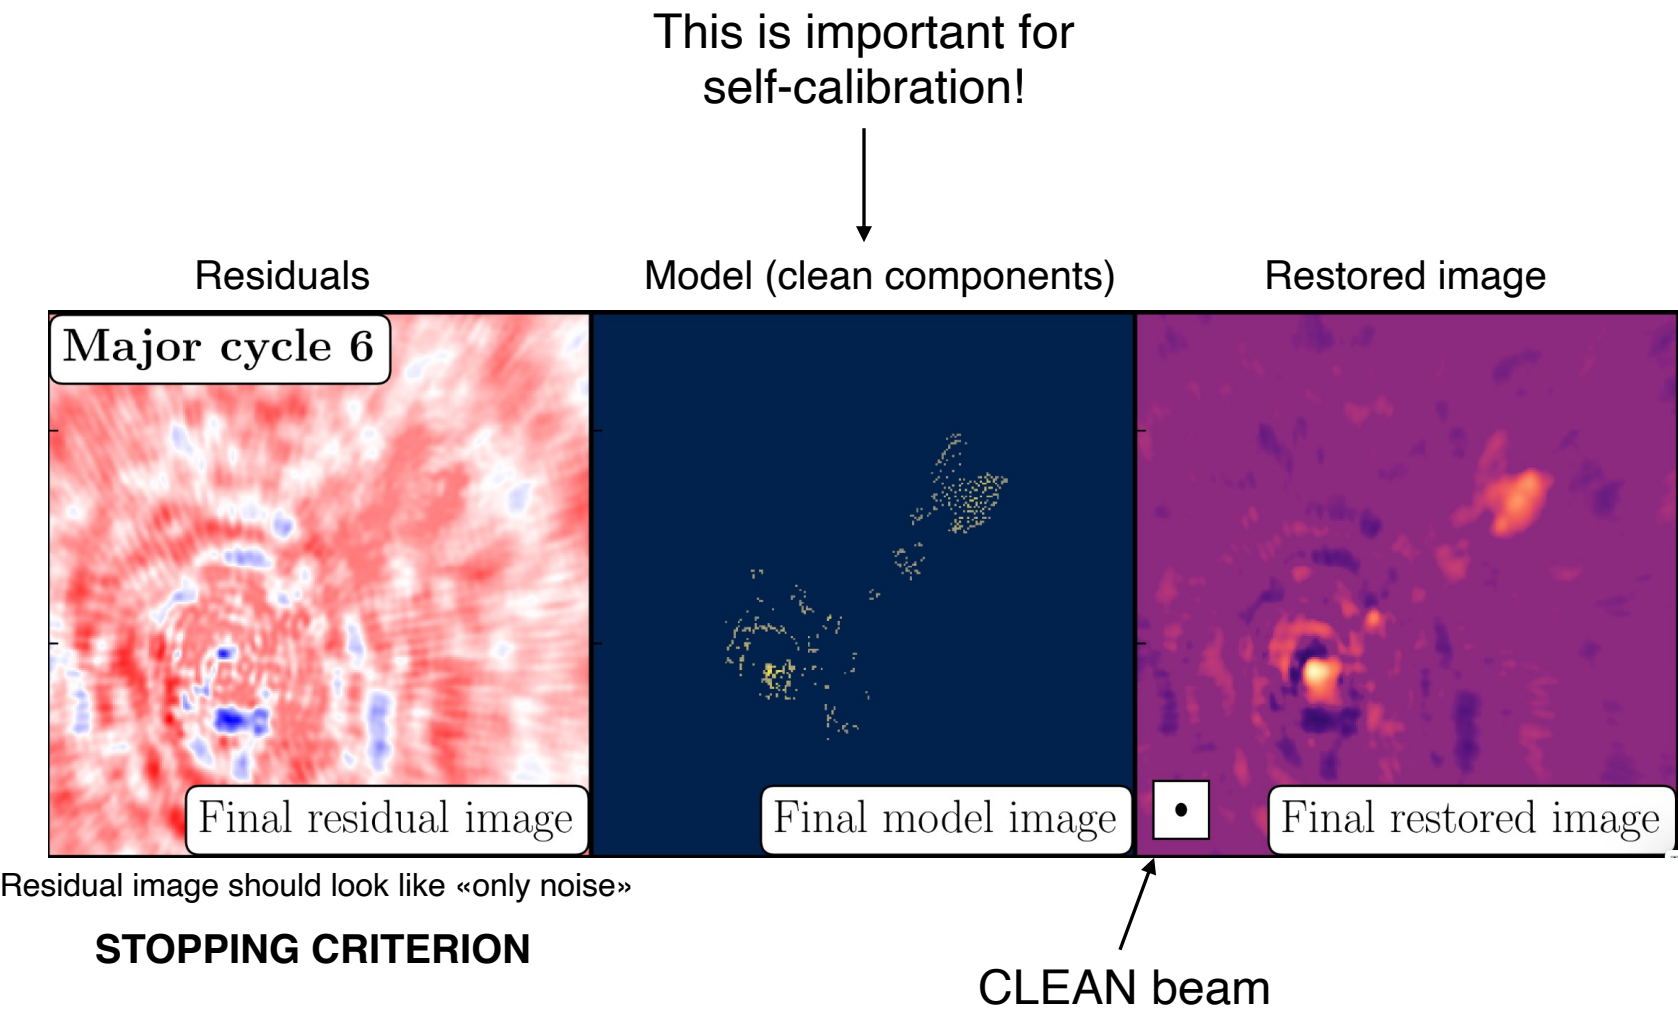 This is important for
self-calibration!
Residuals
Model (clean components)
Restored image
Major cycle 6
Final residual image
Final model image
Final restored image
Residual image should look like «only noise»
STOPPING CRITERION
CLEAN beam